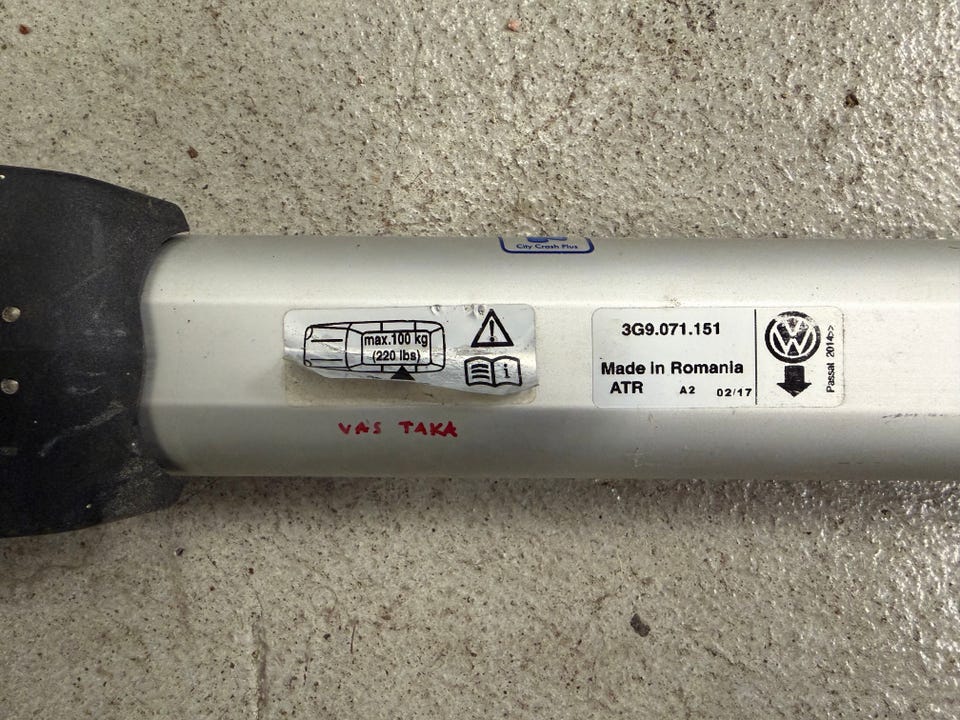 City Crash Plus
max.100 kg
(220 lbs)
i
3G9.071.151
Made in Romania
ATR A2 02/17
Passat 2014>>
VAS TAKA